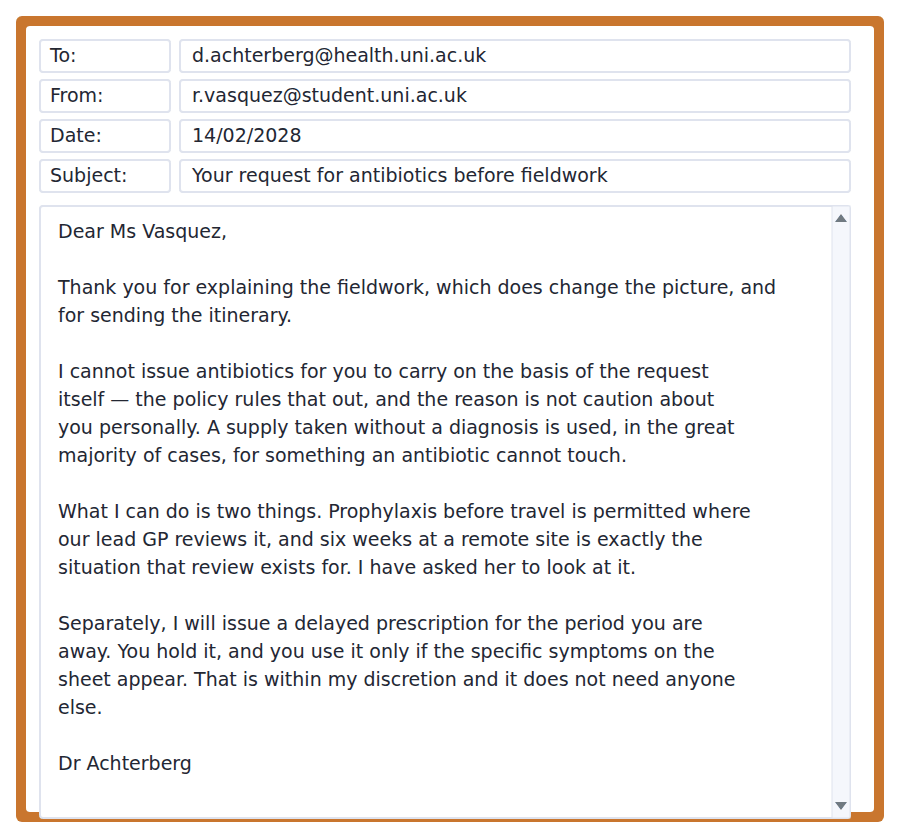 To: d.achterberg@health.uni.ac.uk
From: r.vasquez@student.uni.ac.uk
Date: 14/02/2028
Subject: Your request for antibiotics before fieldwork
Dear Ms Vasquez,
Thank you for explaining the fieldwork, which does change the picture, and
for sending the itinerary.
I cannot issue antibiotics for you to carry on the basis of the request
itself — the policy rules that out, and the reason is not caution about
you personally. A supply taken without a diagnosis is used, in the great
majority of cases, for something an antibiotic cannot touch.
What I can do is two things. Prophylaxis before travel is permitted where
our lead GP reviews it, and six weeks at a remote site is exactly the
situation that review exists for. I have asked her to look at it.
Separately, I will issue a delayed prescription for the period you are
away. You hold it, and you use it only if the specific symptoms on the
sheet appear. That is within my discretion and it does not need anyone
else.
Dr Achterberg